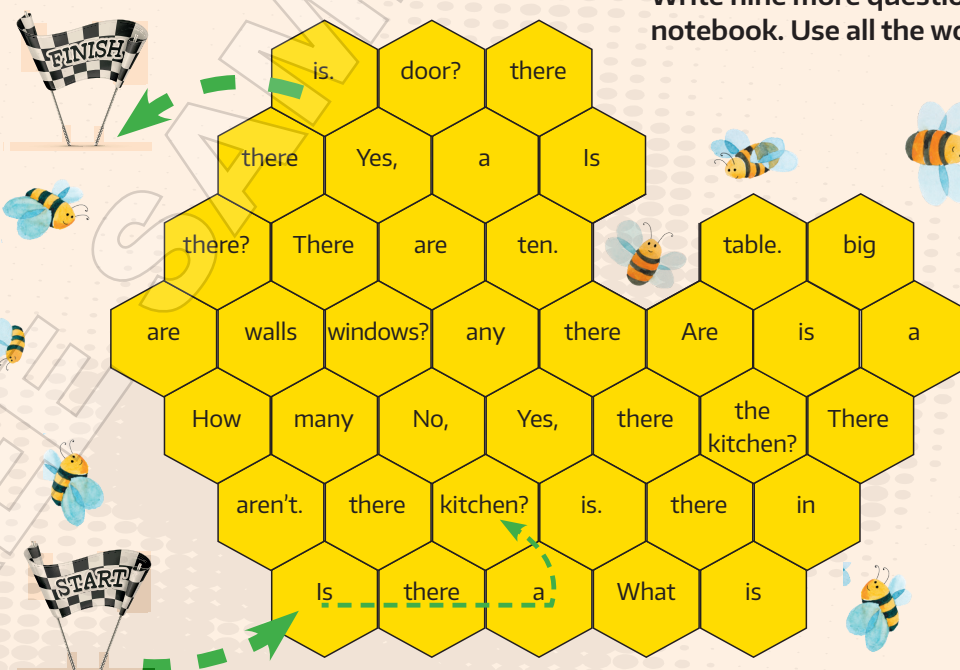 Write nine more questio
notebook. Use all the wo
FINISH
is. door? there
there Yes, a Is
there? There are ten. table. big
are walls windows? any there Are is a
How many No, Yes, there the kitchen? There
aren't. there kitchen? is. there in
START
Is there a What is